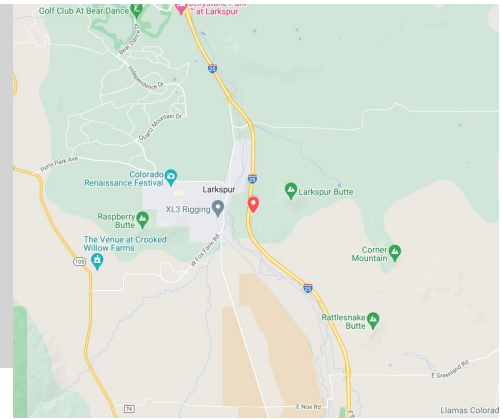 Golf Club At Bear Dance
at Larkspur
Independence Dr
Quartz Mountain Dr
25
Perry Park Ave
Colorado
Renaissance Festival
25
Larkspur
Larkspur Butte
XL3 Rigging
Raspberry
Butte
The Venue at Crooked
Willow Farms
W Fox Farm Rd
Corner
Mountain
105
25
Rattlesnake
Butte
E Greenland Rd
74
E Noe Rd
Llamas Colorad